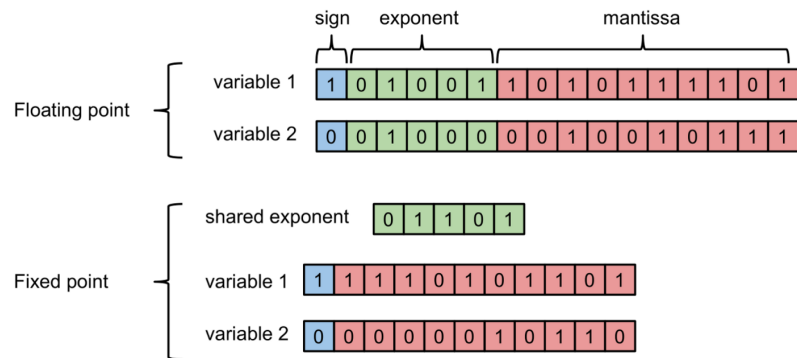 sign exponent mantissa
variable 1 1 0 1 0 0 1 1 0 1 0 1 1 1 1 0 1
Floating point
variable 2 0 0 1 0 0 0 0 0 1 0 0 1 0 1 1 1
shared exponent 0 1 1 0 1
Fixed point
variable 1 1 1 1 1 0 1 0 1 1 0 1
variable 2 0 0 0 0 0 0 1 0 1 1 0